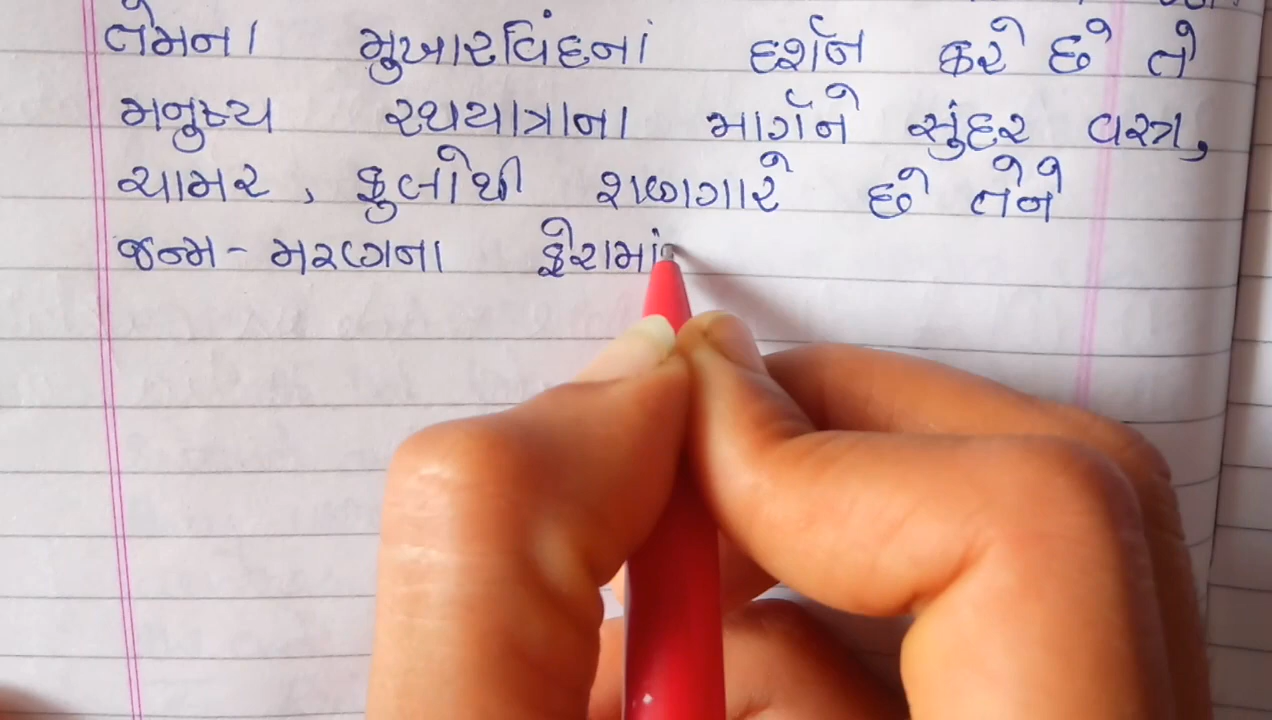 તેમના મુખારવિંદનાં દર્શન કરે છે તે
મનુષ્ય રથયાત્રાના માર્ગને સુંદર વસ્ત્ર,
ચામર, ફુલોથી શણગારે છે તેને
જન્મ - મરણના ફેરામાં